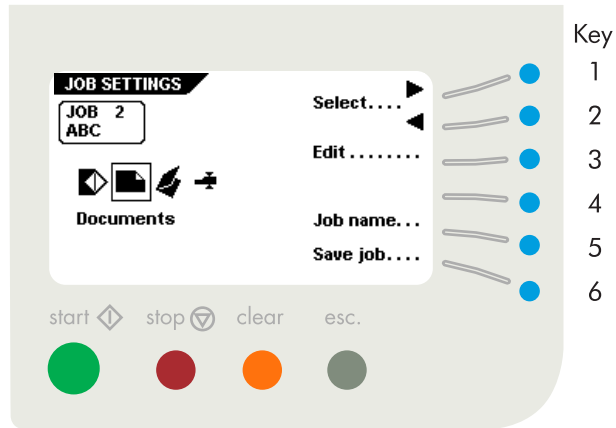 Key
JOB SETTINGS
JOB 2
ABC
Select....
Edit........
Documents
Job name...
Save job....
1
2
3
4
5
6
start stop clear esc.